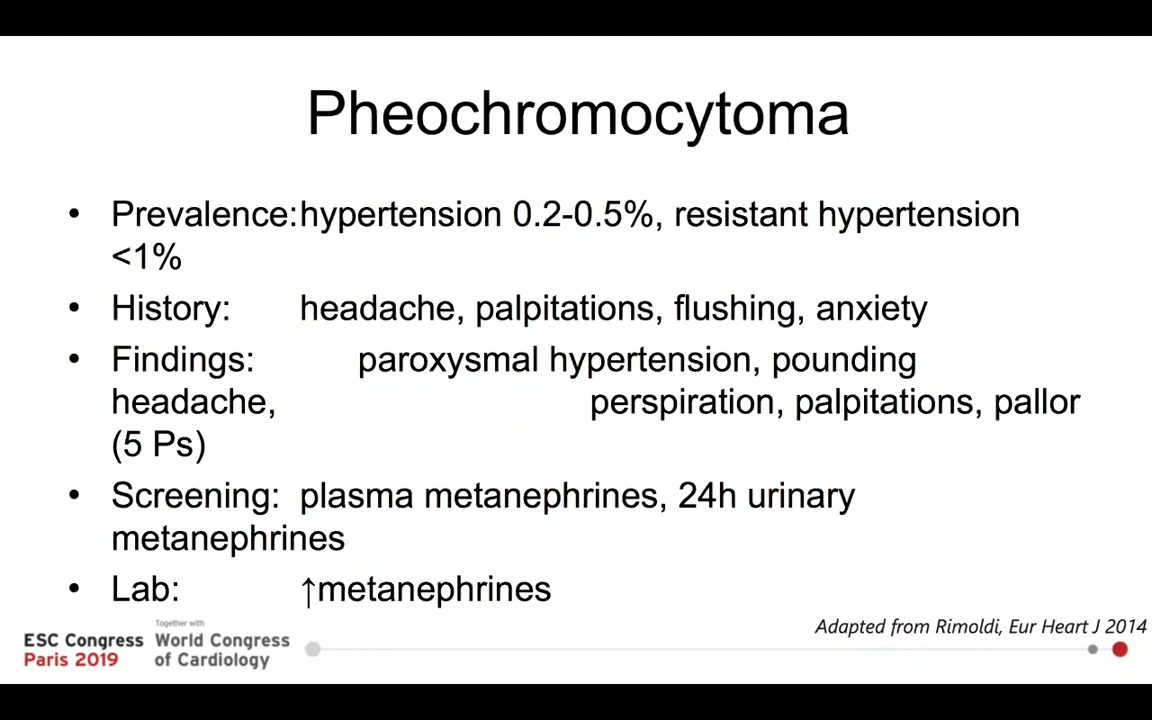 Pheochromocytoma
• Prevalence: hypertension 0.2-0.5%, resistant hypertension
<1%
• History: headache, palpitations, flushing, anxiety
• Findings: paroxysmal hypertension, pounding
headache, perspiration, palpitations, pallor
(5 Ps)
• Screening: plasma metanephrines, 24h urinary
metanephrines
• Lab: ↑metanephrines
Adapted from Rimoldi, Eur Heart J 2014
ESC Congress
Paris 2019
Together with
World Congress
of Cardiology